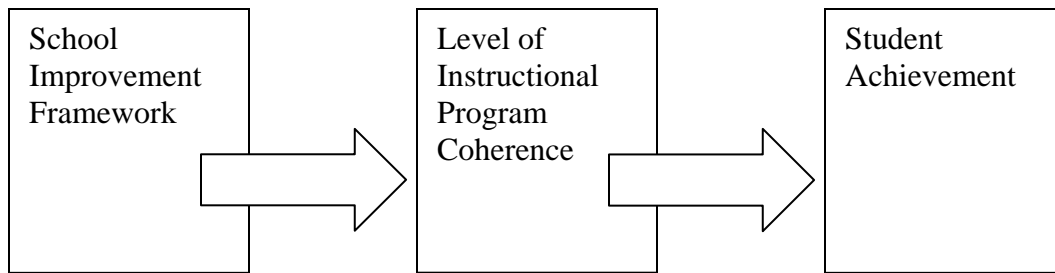 School
Improvement
Framework
Level of
Instructional
Program
Coherence
Student
Achievement